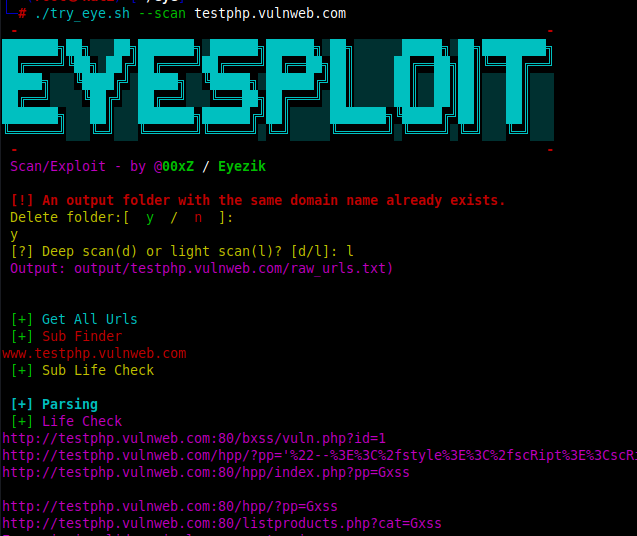 # ./try_eye.sh --scan testphp.vulnweb.com
-                                                                -
EYESPLOIT
-                                                                -
Scan/Exploit - by @00xZ / Eyezik
[!] An output folder with the same domain name already exists.
Delete folder:[  y  /  n  ]:
y
[?] Deep scan(d) or light scan(l)? [d/l]: l
Output: output/testphp.vulnweb.com/raw_urls.txt)
[+] Get All Urls
[+] Sub Finder
www.testphp.vulnweb.com
[+] Sub Life Check
[+] Parsing
[+] Life Check
http://testphp.vulnweb.com:80/bxss/vuln.php?id=1
http://testphp.vulnweb.com/hpp/?pp='%22--%3E%3C%2fstyle%3E%3C%2fscRipt%3E%3CscRi
http://testphp.vulnweb.com:80/hpp/index.php?pp=Gxss
http://testphp.vulnweb.com:80/hpp/?pp=Gxss
http://testphp.vulnweb.com:80/listproducts.php?cat=Gxss